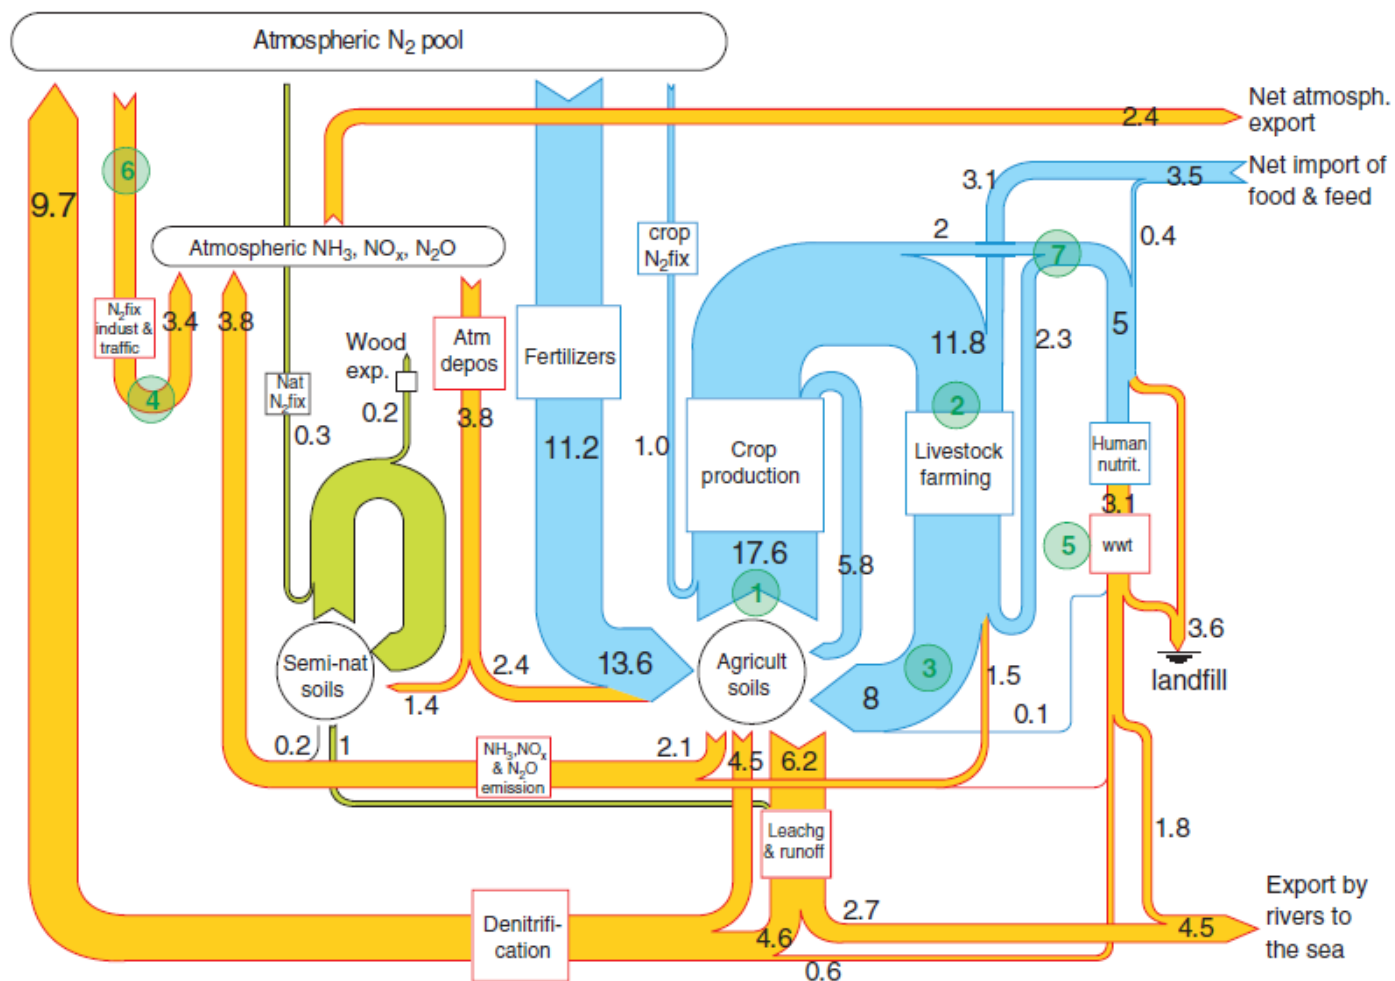 Atmospheric N₂ pool
Net atmosph.
export
2.4
6
9.7
Net import of
food & feed
3.1
3.5
Atmospheric NH₃, NOₓ, N₂O
crop
N₂fix
2
7
0.4
N₂fix
indust &
traffic
3.4
3.8
Wood
exp.
Atm
depos
Fertilizers
11.8
2.3
5
4
Nat
N₂fix
0.2
3.8
2
0.3
11.2
1.0
Crop
production
Livestock
farming
Human
nutrit.
3.1
17.6
5.8
5
wwt
1
3.6
landfill
Semi-nat
soils
2.4
13.6
Agricult
soils
3
8
1.5
1.4
0.1
0.2
1
NH₃,NOₓ
& N₂O
emission
2.1
4.5
6.2
Leachg
& runoff
1.8
Denitrifi-
cation
4.6
2.7
4.5
0.6
Export by
rivers to
the sea